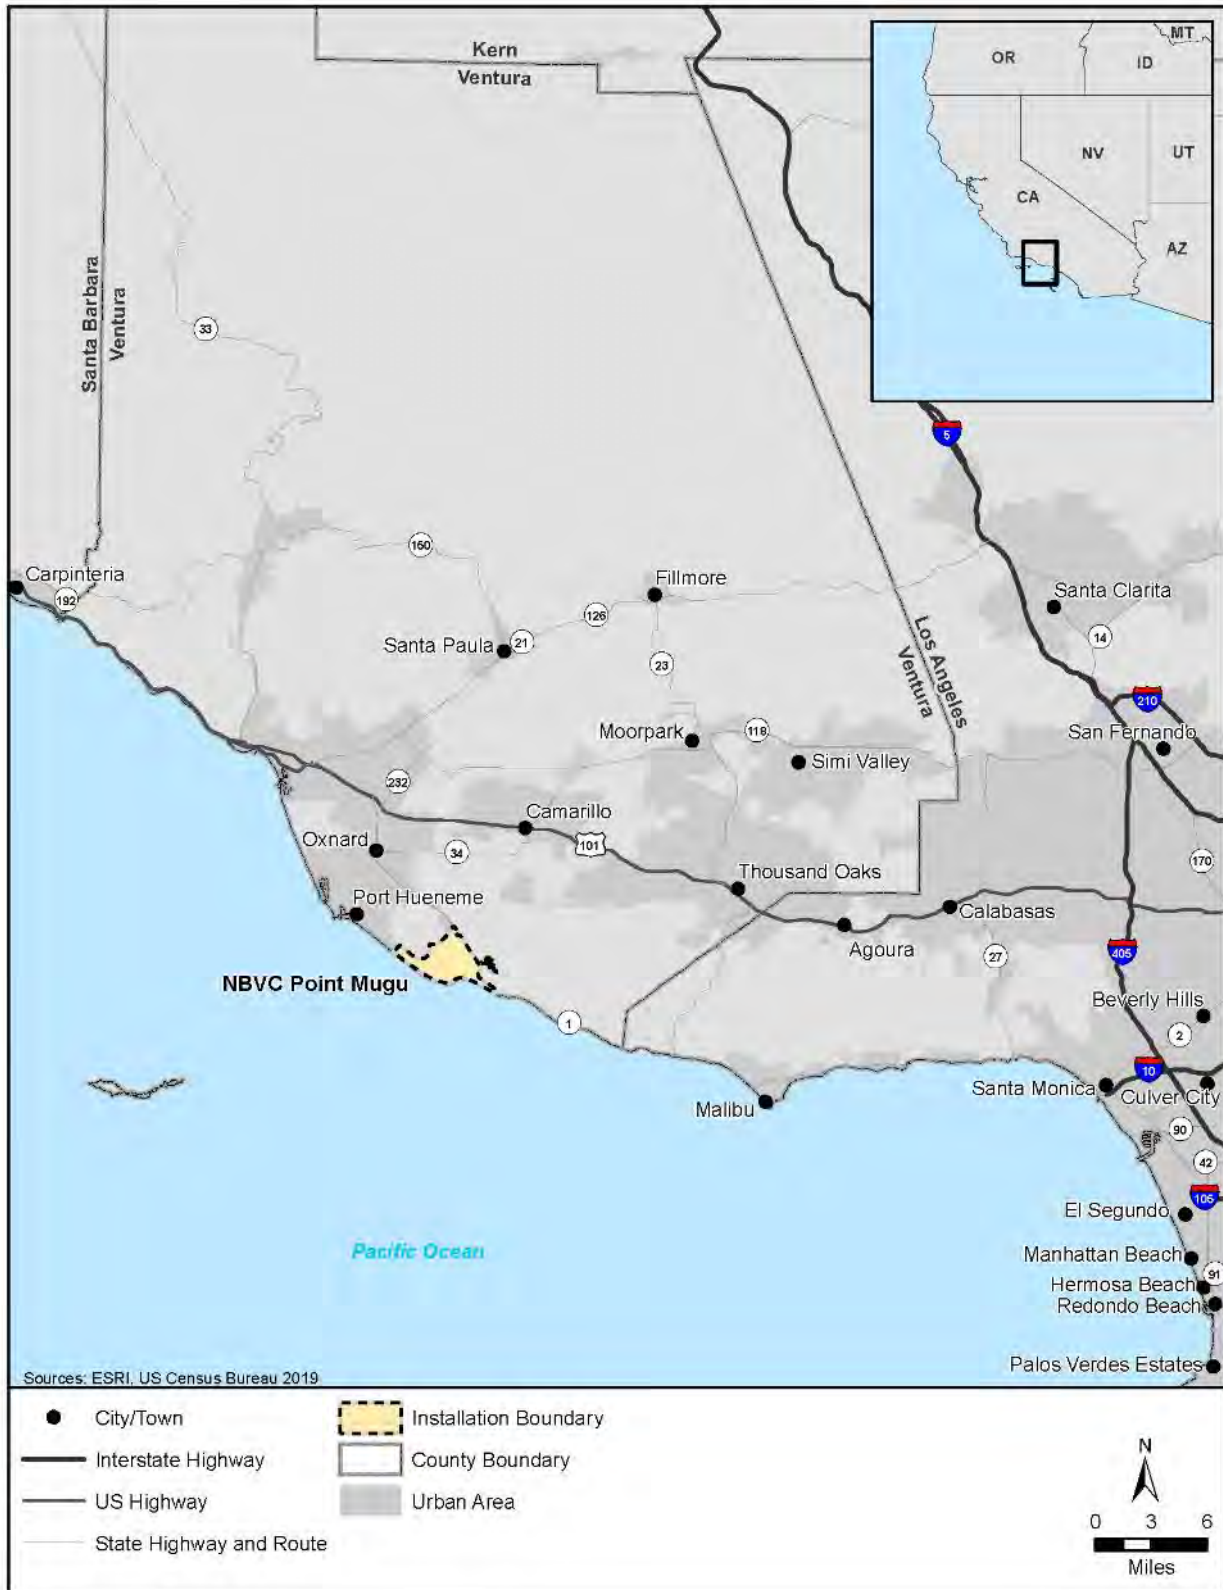 Kern
Ventura
MT
OR
ID
NV
UT
CA
AZ
Santa Barbara
Ventura
33
5
150
Carpinteria
192
Fillmore
Santa Clarita
126
Santa Paula
21
14
23
Los Angeles
Ventura
210
Moorpark
118
San Fernando
Simi Valley
232
Camarillo
Oxnard
34
101
170
Thousand Oaks
Port Hueneme
Calabasas
Agoura
27
405
NBVC Point Mugu
Beverly Hills
1
2
10
Santa Monica
Culver City
Malibu
90
42
105
El Segundo
Pacific Ocean
Manhattan Beach
91
Hermosa Beach
Redondo Beach
Palos Verdes Estates
Sources: ESRI, US Census Bureau 2019
City/Town
Installation Boundary
Interstate Highway
County Boundary
US Highway
Urban Area
State Highway and Route
N
0 3 6
Miles